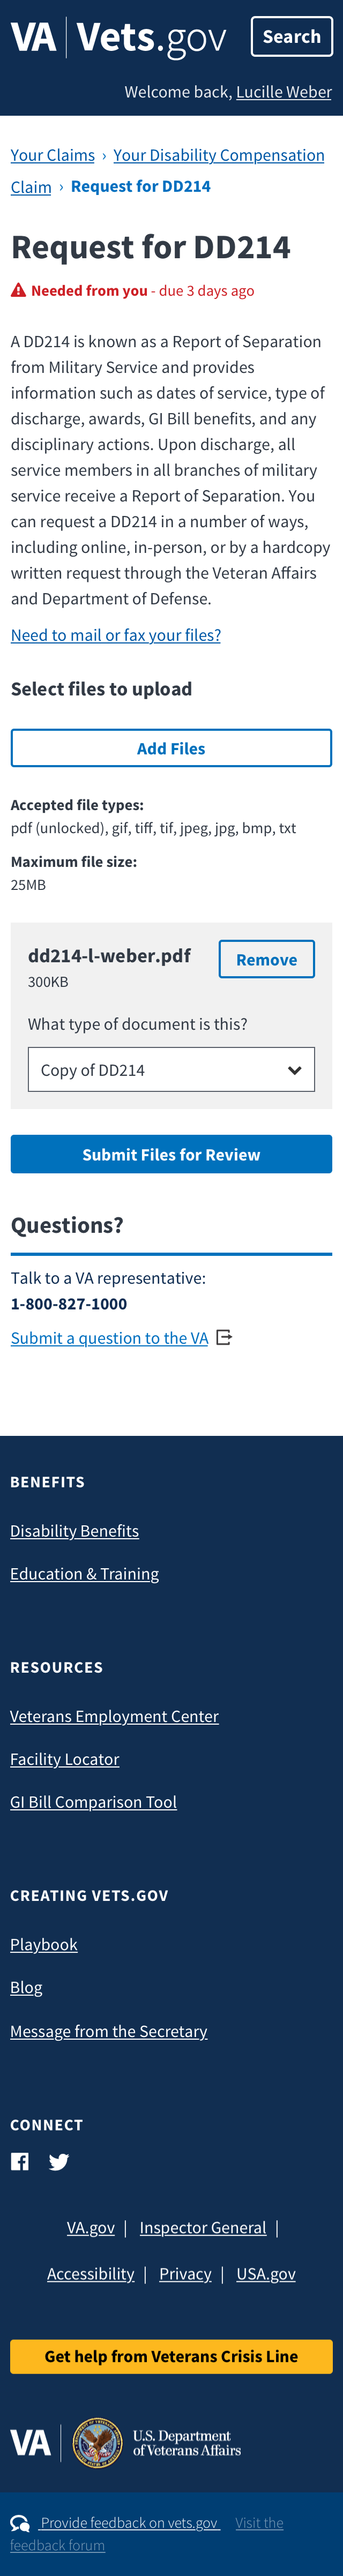 VA | Vets.gov Search
Welcome back, Lucille Weber
Your Claims › Your Disability Compensation
Claim › Request for DD214
Request for DD214
Needed from you - due 3 days ago
A DD214 is known as a Report of Separation
from Military Service and provides
information such as dates of service, type of
discharge, awards, GI Bill benefits, and any
disciplinary actions. Upon discharge, all
service members in all branches of military
service receive a Report of Separation. You
can request a DD214 in a number of ways,
including online, in-person, or by a hardcopy
written request through the Veteran Affairs
and Department of Defense.
Need to mail or fax your files?
Select files to upload
Add Files
Accepted file types:
pdf (unlocked), gif, tiff, tif, jpeg, jpg, bmp, txt
Maximum file size:
25MB
dd214-l-weber.pdf Remove
300KB
What type of document is this?
Copy of DD214
Submit Files for Review
Questions?
Talk to a VA representative:
1-800-827-1000
Submit a question to the VA
BENEFITS
Disability Benefits
Education & Training
RESOURCES
Veterans Employment Center
Facility Locator
GI Bill Comparison Tool
CREATING VETS.GOV
Playbook
Blog
Message from the Secretary
CONNECT
VA.gov | Inspector General |
Accessibility | Privacy | USA.gov
Get help from Veterans Crisis Line
VA | U.S. Department
of Veterans Affairs
Provide feedback on vets.gov Visit the
feedback forum